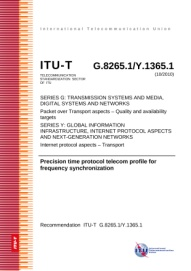 International Telecommunication Union
ITU-T G.8265.1/Y.1365.1
TELECOMMUNICATION (10/2010)
STANDARDIZATION SECTOR
OF ITU
SERIES G: TRANSMISSION SYSTEMS AND MEDIA,
DIGITAL SYSTEMS AND NETWORKS
Packet over Transport aspects – Quality and availability
targets
SERIES Y: GLOBAL INFORMATION
INFRASTRUCTURE, INTERNET PROTOCOL ASPECTS
AND NEXT-GENERATION NETWORKS
Internet protocol aspects – Transport
Precision time protocol telecom profile for
frequency synchronization
Recommendation ITU-T G.8265.1/Y.1365.1
ITU-T